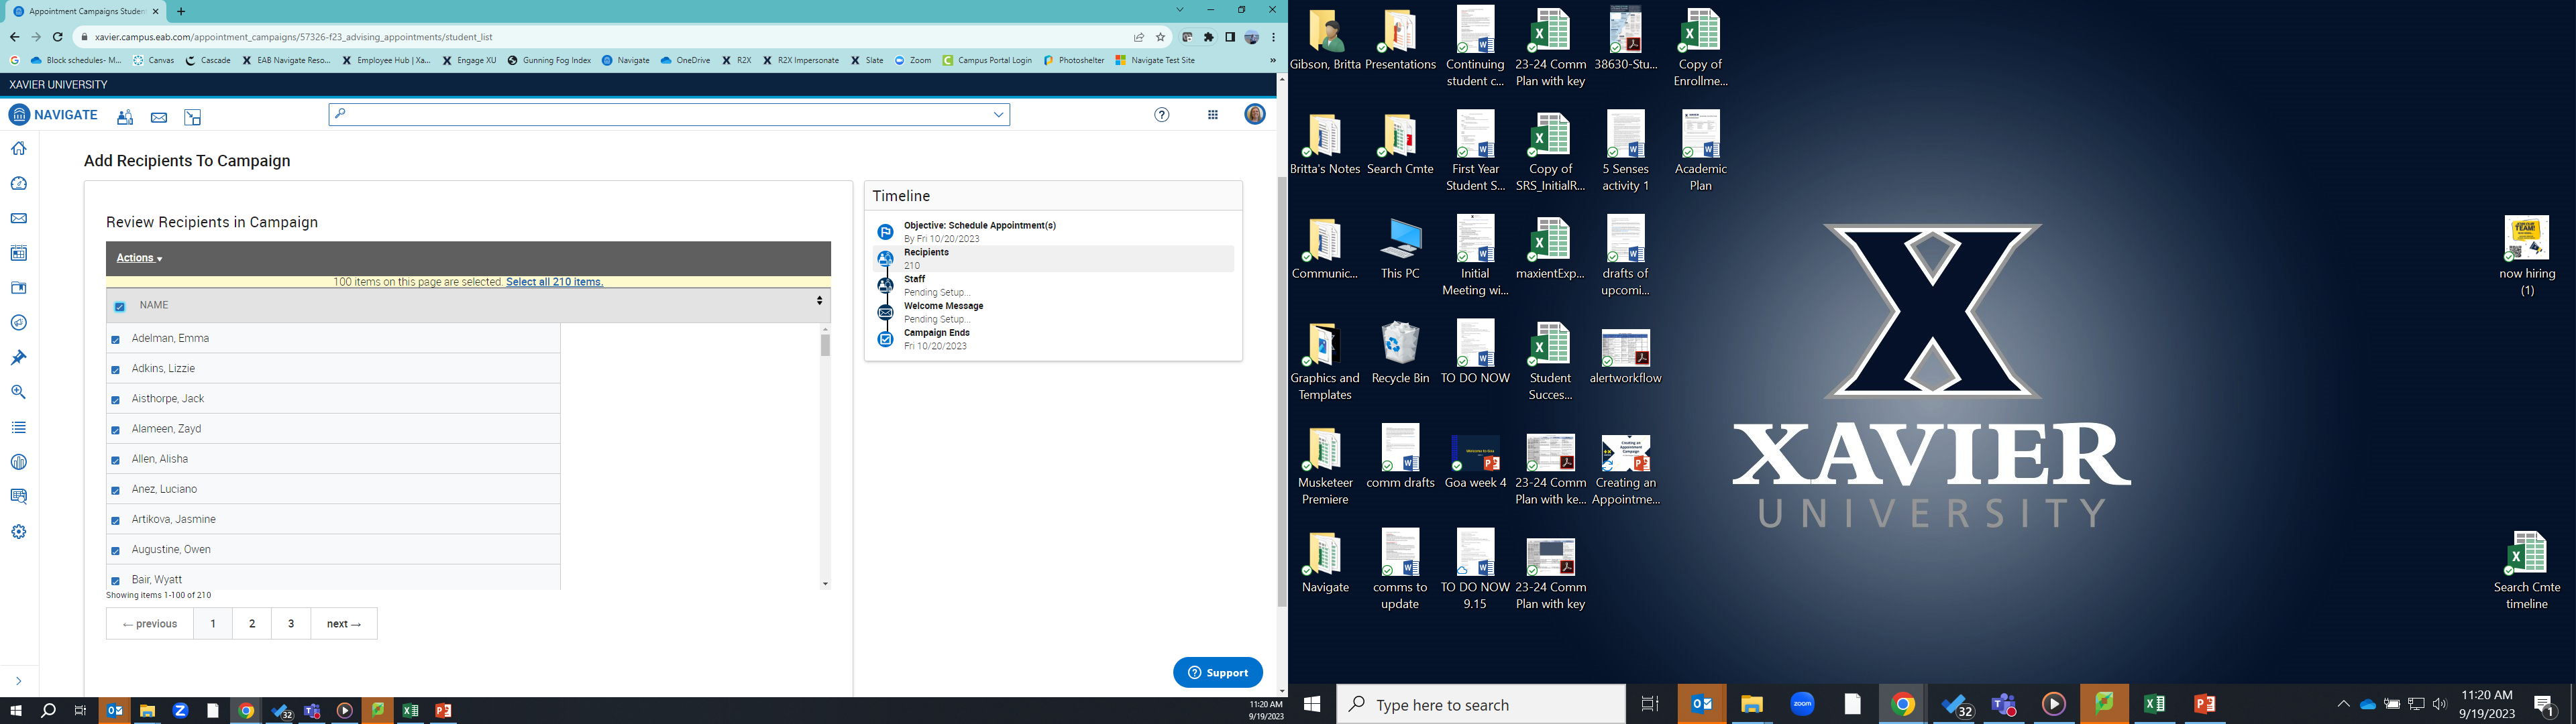 Appointment Campaigns Studen
xavier.campus.eab.com/appointment_campaigns/57326-f23_advising_appointments/student_list
Block schedules- M...
Canvas
Cascade
EAB Navigate Reso...
Employee Hub | Xa...
Engage XU
Gunning Fog Index
Navigate
OneDrive
R2X
R2X Impersonate
Slate
Zoom
Campus Portal Login
Photoshelter
Navigate Test Site
»
XAVIER UNIVERSITY
NAVIGATE
Add Recipients To Campaign
Review Recipients in Campaign
Actions
100 items on this page are selected. Select all 210 items.
NAME
Adelman, Emma
Adkins, Lizzie
Aisthorpe, Jack
Alameen, Zayd
Allen, Alisha
Anez, Luciano
Artikova, Jasmine
Augustine, Owen
Bair, Wyatt
Showing items 1-100 of 210
← previous
1
2
3
next →
Timeline
Objective: Schedule Appointment(s)
By Fri 10/20/2023
Recipients
210
Staff
Pending Setup...
Welcome Message
Pending Setup...
Campaign Ends
Fri 10/20/2023
Support
32
11:20 AM
9/19/2023
Gibson, Britta
Presentations
Continuing
student c...
23-24 Comm
Plan with key
38630-Stu...
Copy of
Enrollme...
Britta's Notes
Search Cmte
First Year
Student S...
Copy of
SRS_InitialR...
5 Senses
activity 1
Academic
Plan
Communic...
This PC
Initial
Meeting wi...
maxientExp...
drafts of
upcomi...
Graphics and
Templates
Recycle Bin
TO DO NOW
Student
Succes...
alertworkflow
Musketeer
Premiere
comm drafts
Goa week 4
23-24 Comm
Plan with ke...
Creating an
Appointme...
Navigate
comms to
update
TO DO NOW
9.15
23-24 Comm
Plan with key
XAVIER
UNIVERSITY
now hiring
(1)
Search Cmte
timeline
Type here to search
zoom
32
11:20 AM
9/19/2023
1